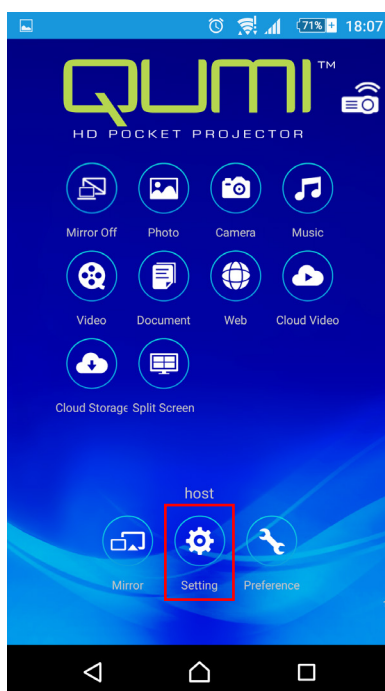 71% 18:07
QUMI™
HD POCKET PROJECTOR
Mirror Off Photo Camera Music
Video Document Web Cloud Video
Cloud Storage Split Screen
host
Mirror Setting Preference